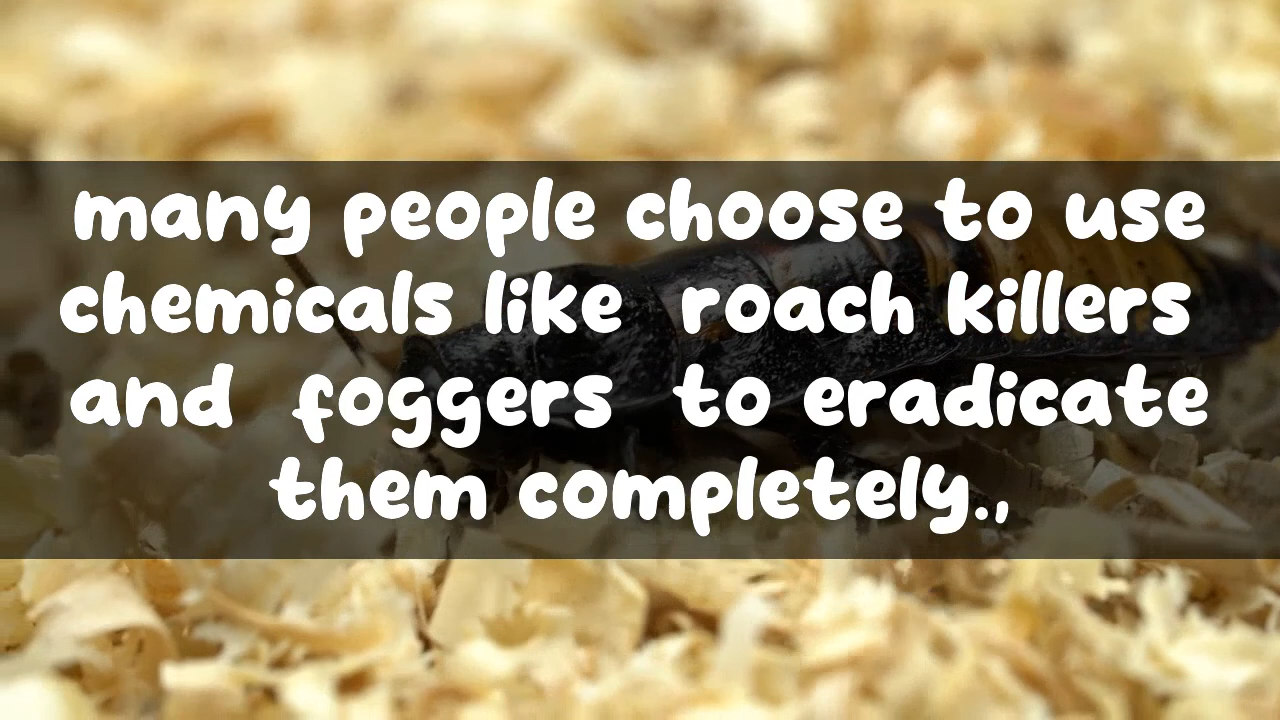 many people choose to use
chemicals like  roach killers
and  foggers  to eradicate
them completely.,